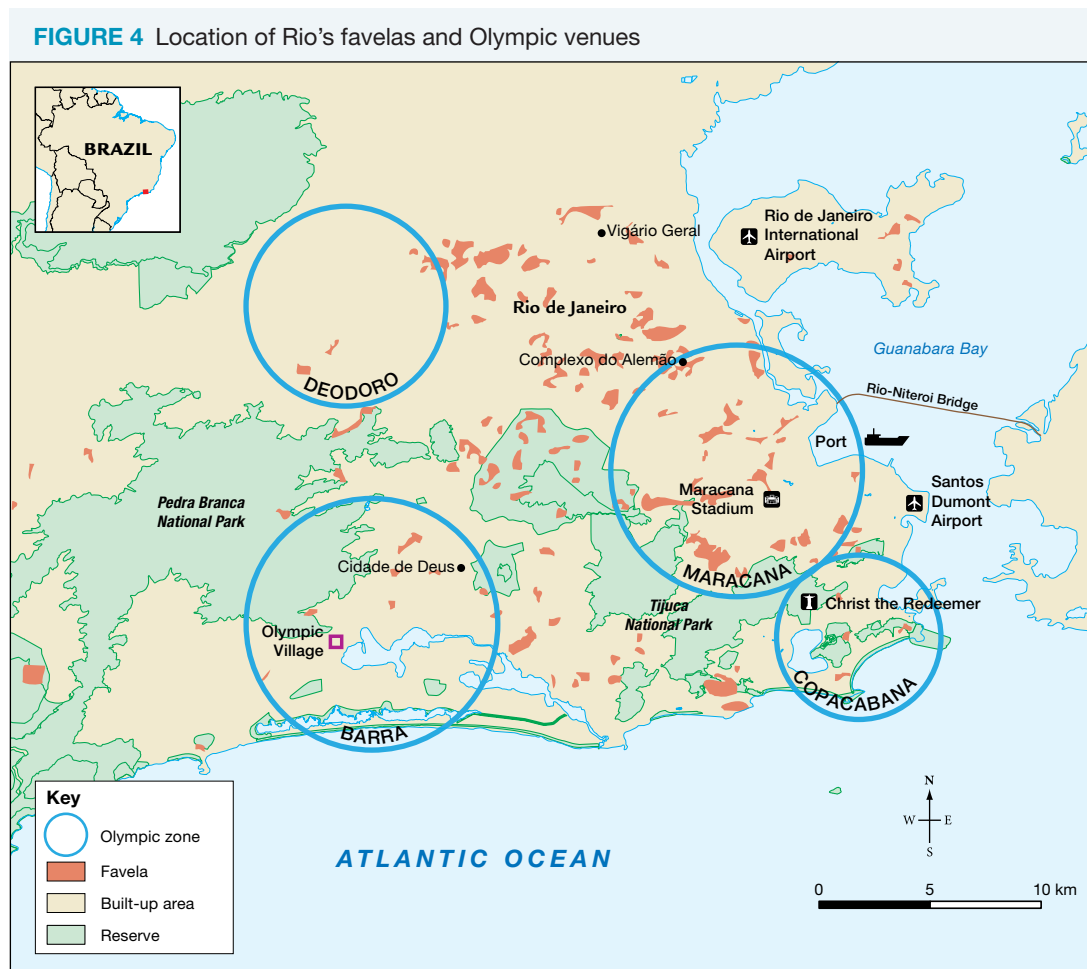 FIGURE 4 Location of Rio's favelas and Olympic venues
BRAZIL
Vigário Geral
Rio de Janeiro
International
Airport
Rio de Janeiro
Complexo do Alemão
Guanabara Bay
DEODORO
Rio-Niteroi Bridge
Port
Pedra Branca
National Park
Maracana
Stadium
Santos
Dumont
Airport
Cidade de Deus
MARACANA
Christ the Redeemer
Tijuca
National Park
Olympic
Village
COPACABANA
BARRA
Key
Olympic zone
Favela
Built-up area
Reserve
ATLANTIC OCEAN
N
W
E
S
0
5
10 km